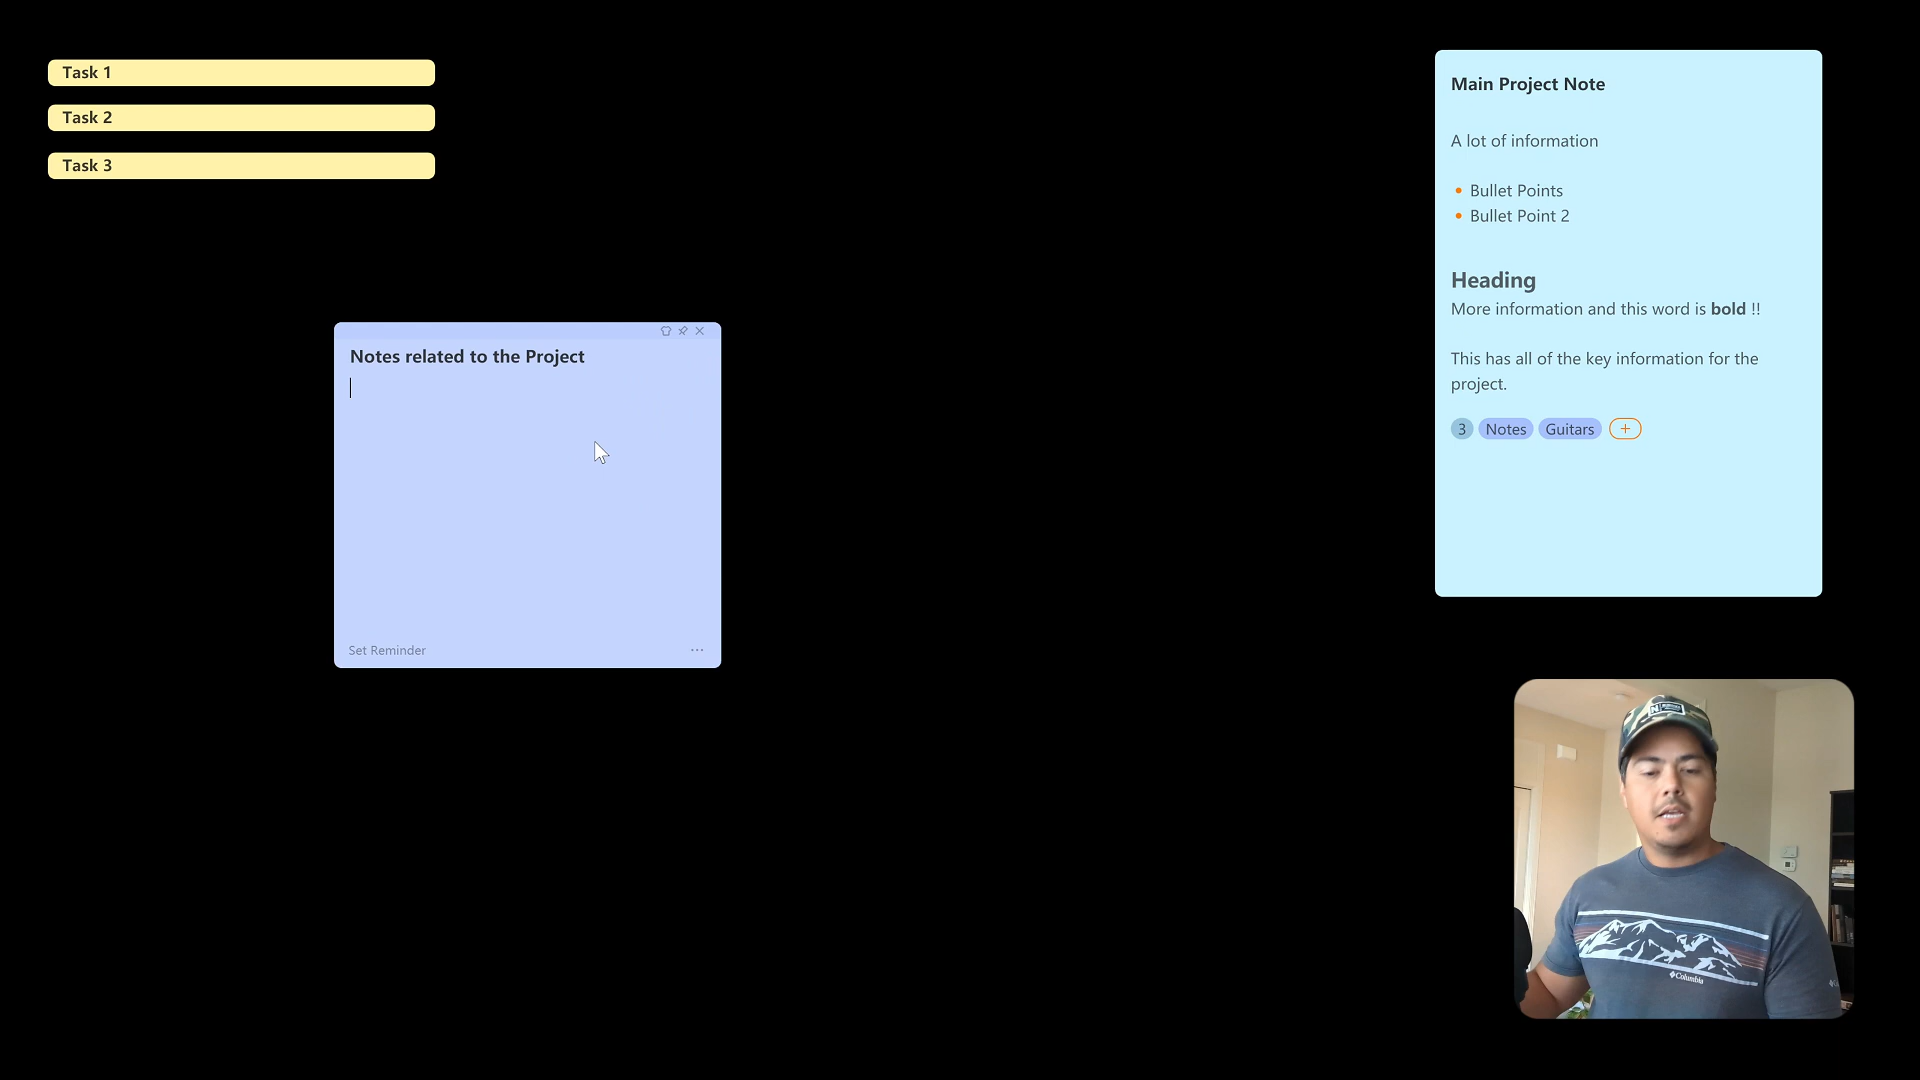 Task 1
Task 2
Task 3
Notes related to the Project
Set Reminder
Main Project Note
A lot of information
• Bullet Points
• Bullet Point 2
Heading
More information and this word is bold !!
This has all of the key information for the
project.
3 Notes Guitars +
Columbia